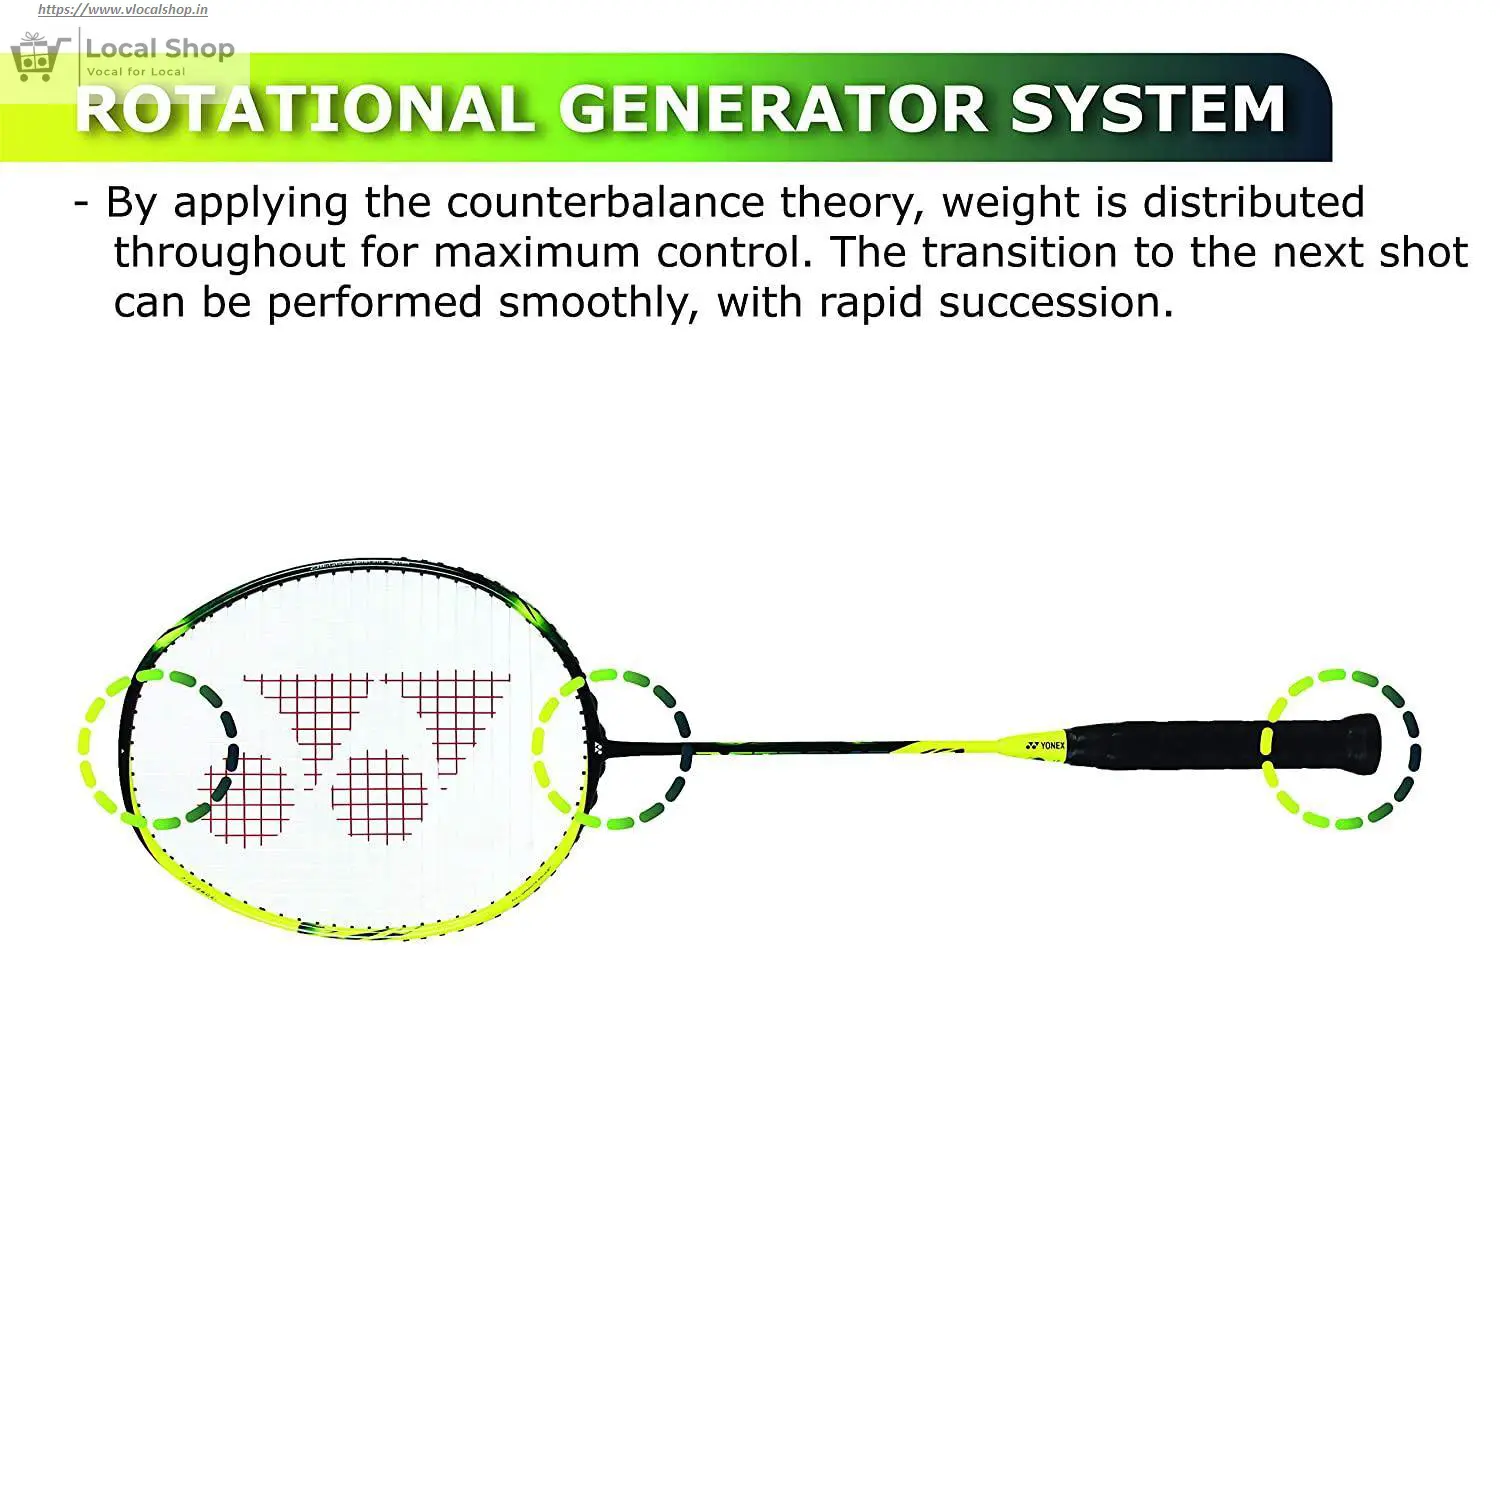 https://www.vlocalshop.in
Local Shop
Vocal for Local
ROTATIONAL GENERATOR SYSTEM
- By applying the counterbalance theory, weight is distributed
throughout for maximum control. The transition to the next shot
can be performed smoothly, with rapid succession.
YONEX